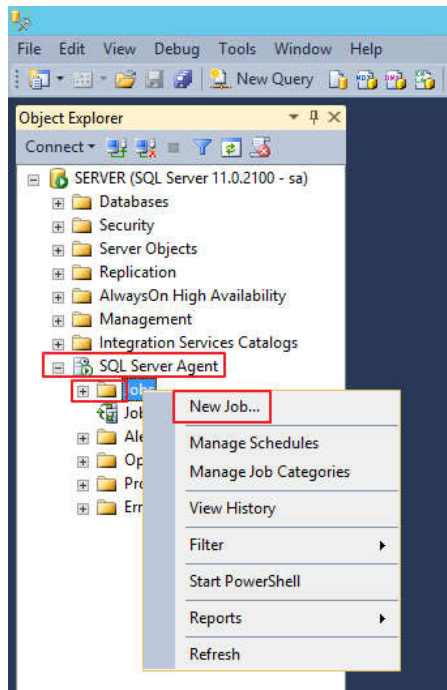 File Edit View Debug Tools Window Help
New Query
Object Explorer
Connect
SERVER (SQL Server 11.0.2100 - sa)
Databases
Security
Server Objects
Replication
AlwaysOn High Availability
Management
Integration Services Catalogs
SQL Server Agent
New Job...
Manage Schedules
Manage Job Categories
View History
Filter
Start PowerShell
Reports
Refresh